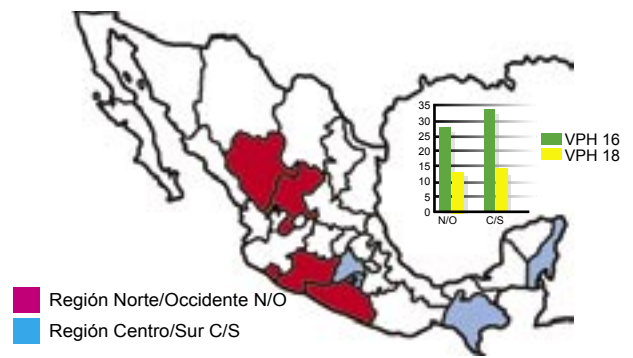 35
30
25
20
15
10
5
0
N/O C/S
VPH 16
VPH 18
Región Norte/Occidente N/O
Región Centro/Sur C/S